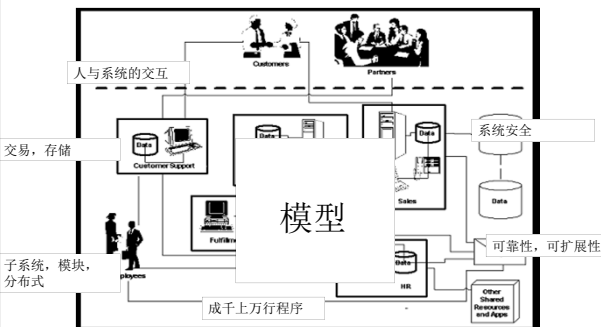 Customers
Partners
人与系统的交互
Data
Data
系统安全
交易，存储
Data
Customer Support
Sales
Data
模型
可靠性，可扩展性
子系统，模块，
分布式
Data
HR
成千上万行程序
Other
Shared
Resources
and Apps